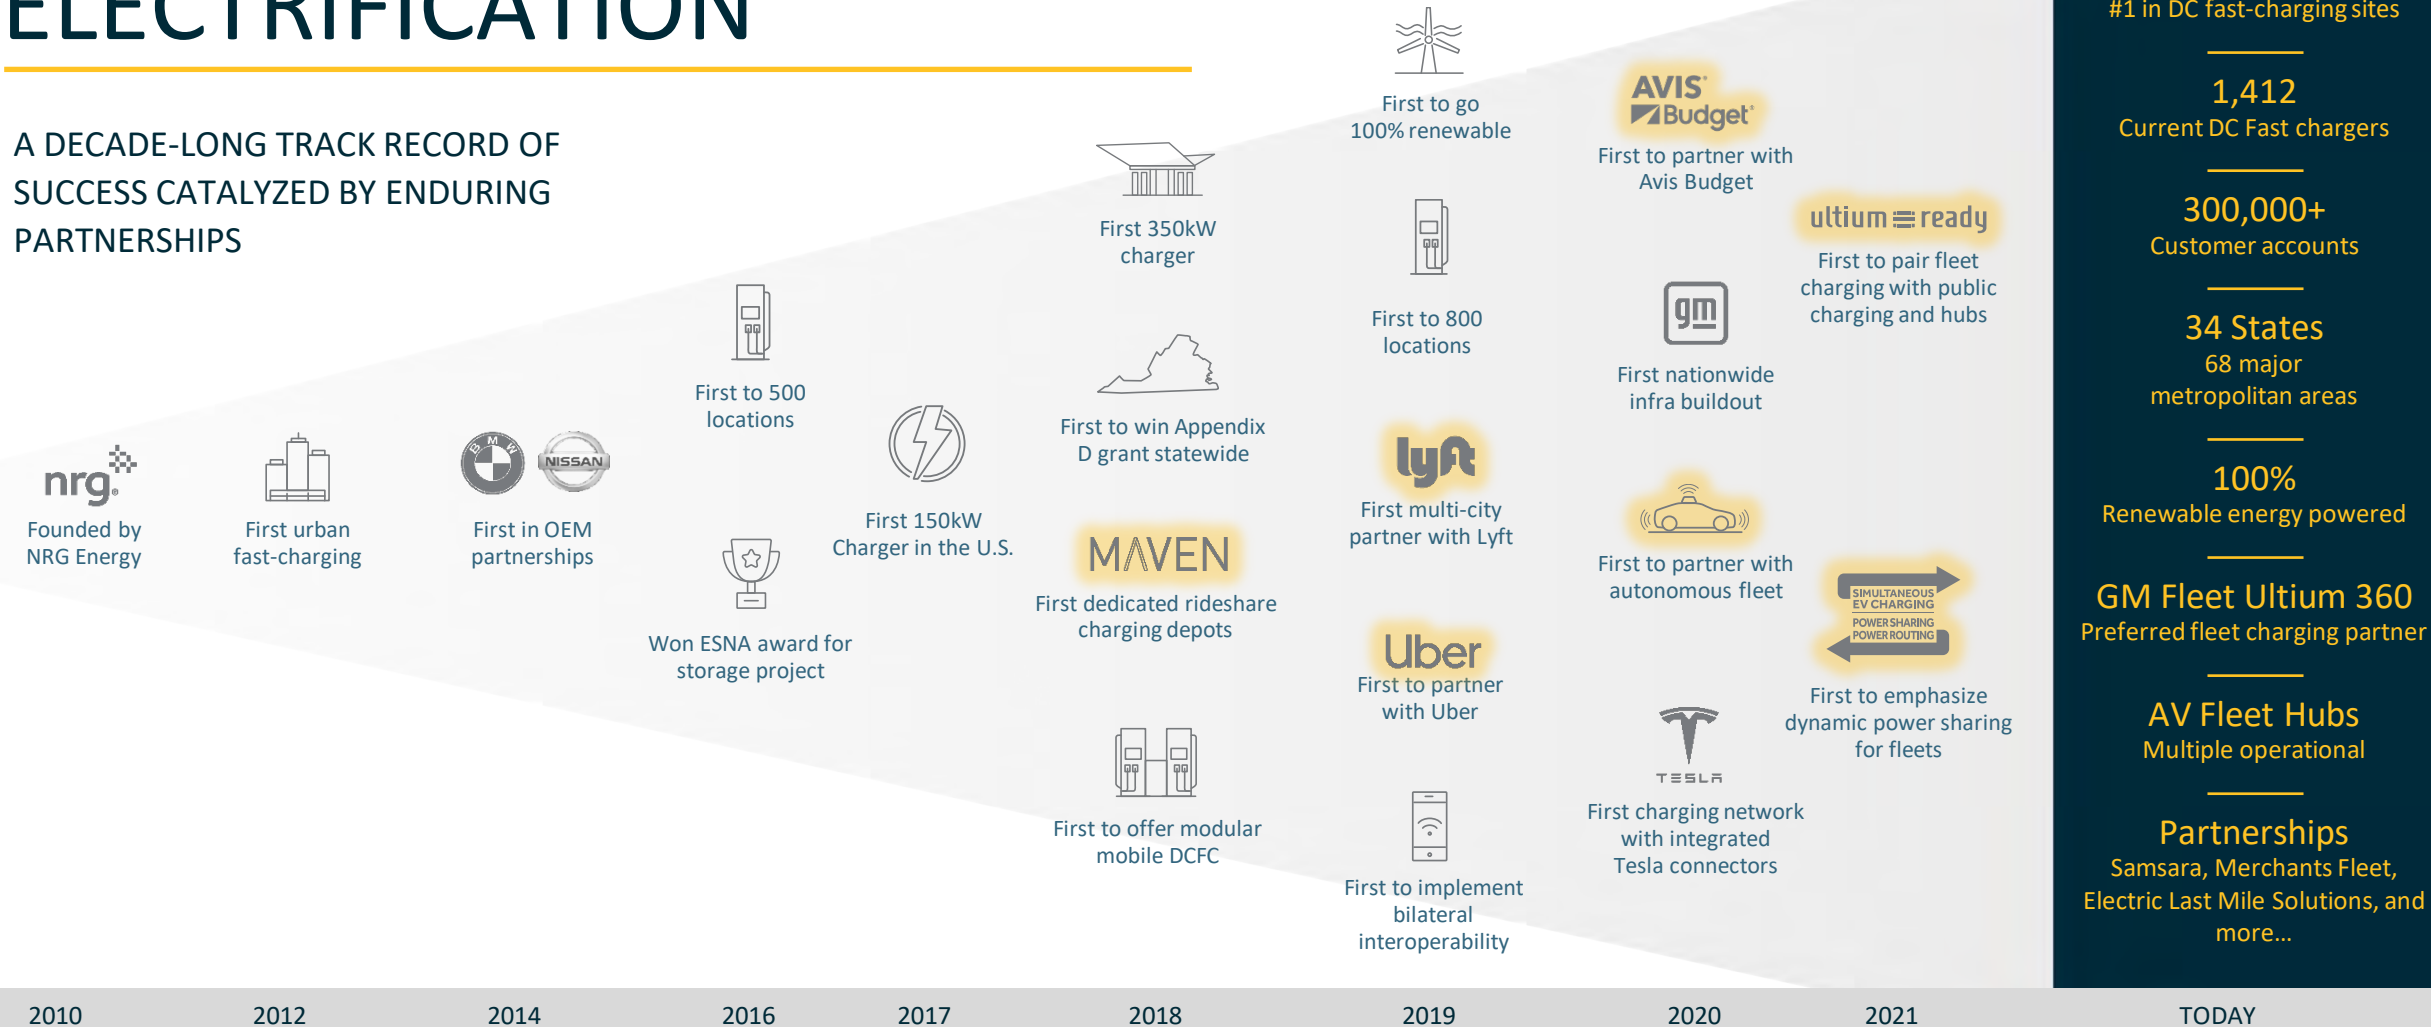 ELECTRIFICATION
A DECADE-LONG TRACK RECORD OF
SUCCESS CATALYZED BY ENDURING
PARTNERSHIPS
nrg
Founded by
NRG Energy
First urban
fast-charging
BMW
NISSAN
First in OEM
partnerships
First to 500
locations
Won ESNA award for
storage project
First 150kW
Charger in the U.S.
First 350kW
charger
First to win Appendix
D grant statewide
MAVEN
First dedicated rideshare
charging depots
First to offer modular
mobile DCFC
First to go
100% renewable
First to 800
locations
lyft
First multi-city
partner with Lyft
Uber
First to partner
with Uber
First to implement
bilateral
interoperability
AVIS®
Budget®
First to partner with
Avis Budget
gm
First nationwide
infra buildout
First to partner with
autonomous fleet
TESLA
First charging network
with integrated
Tesla connectors
ultium ready
First to pair fleet
charging with public
charging and hubs
SIMULTANEOUS
EV CHARGING
POWER SHARING
POWER ROUTING
First to emphasize
dynamic power sharing
for fleets
#1 in DC fast-charging sites
1,412
Current DC Fast chargers
300,000+
Customer accounts
34 States
68 major
metropolitan areas
100%
Renewable energy powered
GM Fleet Ultium 360
Preferred fleet charging partner
AV Fleet Hubs
Multiple operational
Partnerships
Samsara, Merchants Fleet,
Electric Last Mile Solutions, and
more...
2010
2012
2014
2016
2017
2018
2019
2020
2021
TODAY